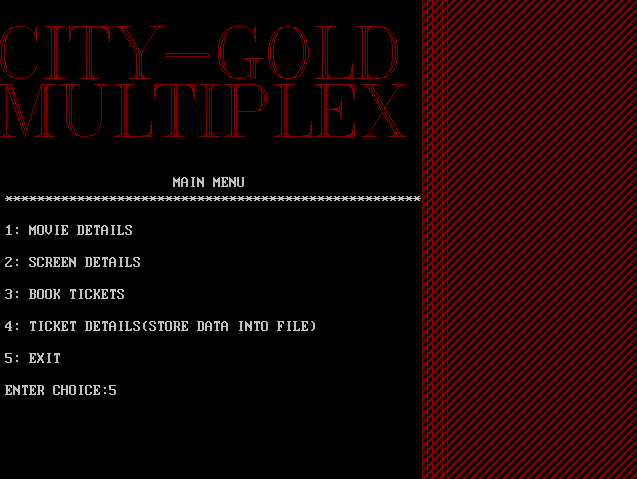 CITY-GOLD
MULTIPLEX
MAIN MENU
****************************************************
1: MOVIE DETAILS
2: SCREEN DETAILS
3: BOOK TICKETS
4: TICKET DETAILS(STORE DATA INTO FILE)
5: EXIT
ENTER CHOICE:5